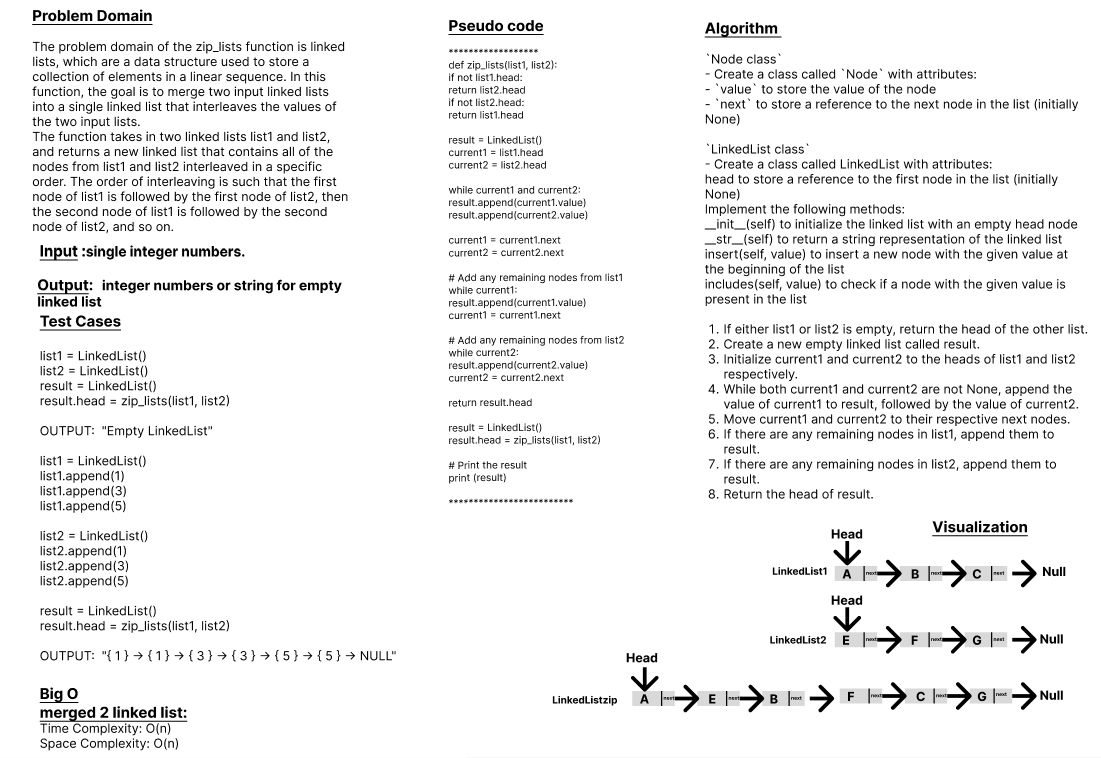 Problem Domain
The problem domain of the zip_lists function is linked
lists, which are a data structure used to store a
collection of elements in a linear sequence. In this
function, the goal is to merge two input linked lists
into a single linked list that interleaves the values of
the two input lists.
The function takes in two linked lists list1 and list2,
and returns a new linked list that contains all of the
nodes from list1 and list2 interleaved in a specific
order. The order of interleaving is such that the first
node of list1 is followed by the first node of list2, then
the second node of list1 is followed by the second
node of list2, and so on.
Input :single integer numbers.
Output: integer numbers or string for empty
linked list
Test Cases
list1 = LinkedList()
list2 = LinkedList()
result = LinkedList()
result.head = zip_lists(list1, list2)
OUTPUT: "Empty LinkedList"
list1 = LinkedList()
list1.append(1)
list1.append(3)
list1.append(5)
list2 = LinkedList()
list2.append(1)
list2.append(3)
list2.append(5)
result = LinkedList()
result.head = zip_lists(list1, list2)
OUTPUT: "{ 1 } → { 1 } → { 3 } → { 3 } → { 5 } → { 5 } → NULL"
Big O
merged 2 linked list:
Time Complexity: O(n)
Space Complexity: O(n)
Pseudo code
******************
def zip_lists(list1, list2):
if not list1.head:
return list2.head
if not list2.head:
return list1.head
result = LinkedList()
current1 = list1.head
current2 = list2.head
while current1 and current2:
result.append(current1.value)
result.append(current2.value)
current1 = current1.next
current2 = current2.next
# Add any remaining nodes from list1
while current1:
result.append(current1.value)
current1 = current1.next
# Add any remaining nodes from list2
while current2:
result.append(current2.value)
current2 = current2.next
return result.head
result = LinkedList()
result.head = zip_lists(list1, list2)
# Print the result
print (result)
*************************
Algorithm
`Node class`
- Create a class called `Node` with attributes:
- `value` to store the value of the node
- `next` to store a reference to the next node in the list (initially
None)
`LinkedList class`
- Create a class called LinkedList with attributes:
head to store a reference to the first node in the list (initially
None)
Implement the following methods:
__init__(self) to initialize the linked list with an empty head node
__str__(self) to return a string representation of the linked list
insert(self, value) to insert a new node with the given value at
the beginning of the list
includes(self, value) to check if a node with the given value is
present in the list
1. If either list1 or list2 is empty, return the head of the other list.
2. Create a new empty linked list called result.
3. Initialize current1 and current2 to the heads of list1 and list2
respectively.
4. While both current1 and current2 are not None, append the
value of current1 to result, followed by the value of current2.
5. Move current1 and current2 to their respective next nodes.
6. If there are any remaining nodes in list1, append them to
result.
7. If there are any remaining nodes in list2, append them to
result.
8. Return the head of result.
Visualization
Head
LinkedList1 A next B next C next Null
Head
LinkedList2 E next F next G next Null
Head
LinkedListzip A next E next B next F next C next G next Null